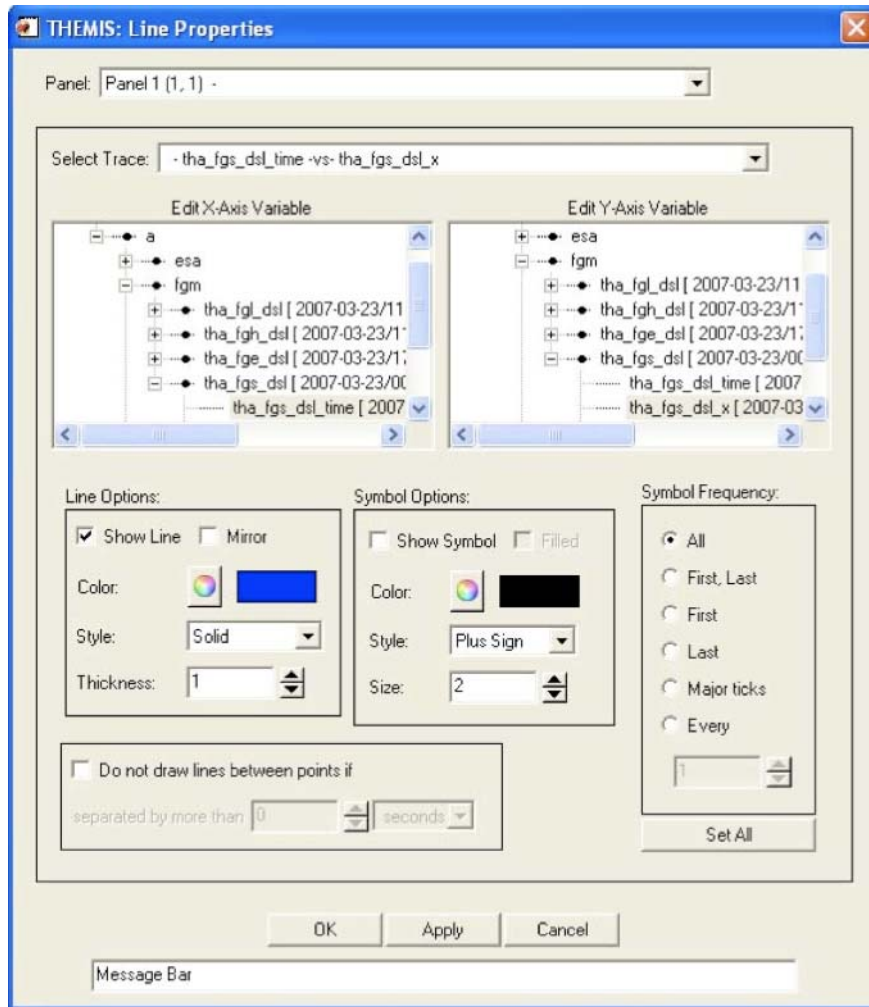 THEMIS: Line Properties
Panel: Panel 1 (1, 1) -
Select Trace: - tha_fgs_dsl_time -vs- tha_fgs_dsl_x
Edit X-Axis Variable
a
esa
fgm
tha_fgl_dsl [ 2007-03-23/11
tha_fgh_dsl [ 2007-03-23/1
tha_fge_dsl [ 2007-03-23/17
tha_fgs_dsl [ 2007-03-23/00
tha_fgs_dsl_time [ 2007
Edit Y-Axis Variable
esa
fgm
tha_fgl_dsl [ 2007-03-23/11
tha_fgh_dsl [ 2007-03-23/1
tha_fge_dsl [ 2007-03-23/17
tha_fgs_dsl [ 2007-03-23/00
tha_fgs_dsl_time [ 2007
tha_fgs_dsl_x [ 2007-03
Line Options:
Show Line Mirror
Color:
Style: Solid
Thickness: 1
Symbol Options:
Show Symbol Filled
Color:
Style: Plus Sign
Size: 2
Symbol Frequency:
All
First, Last
First
Last
Major ticks
Every
1
Set All
Do not draw lines between points if
separated by more than 0 seconds
OK Apply Cancel
Message Bar